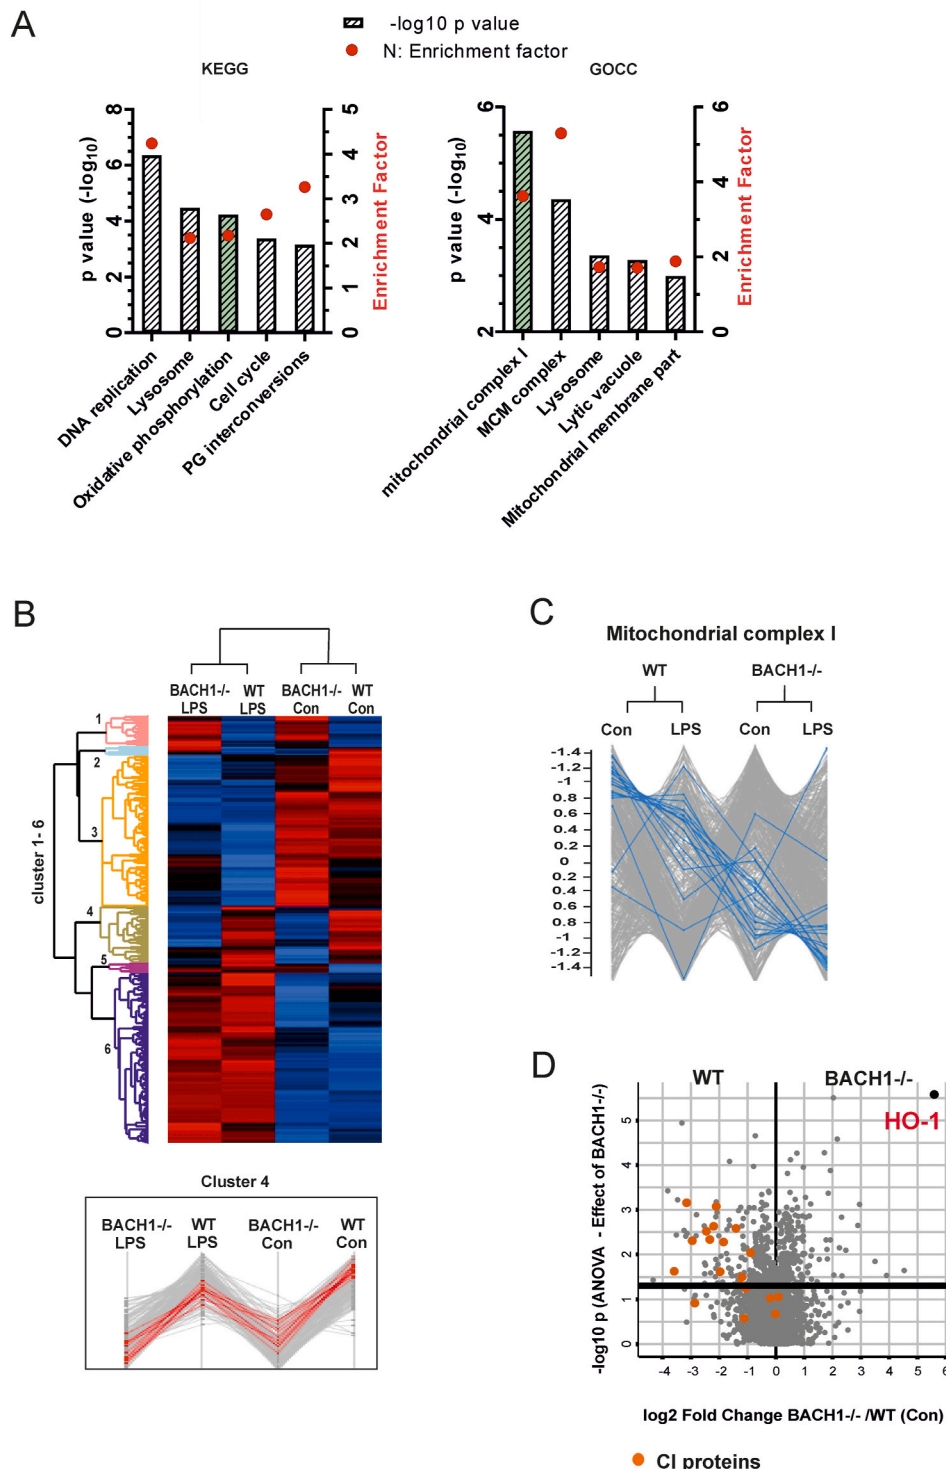 A
-log10 p value
N: Enrichment factor
KEGG
GOCC
p value (-log10)
8
6
4
2
0
5
4
3
2
1
0
Enrichment Factor
DNA replication
Lysosome
Oxidative phosphorylation
Cell cycle
PG interconversions
p value (-log10)
6
4
2
6
4
2
0
Enrichment Factor
mitochondrial complex I
MCM complex
Lysosome
Lytic vacuole
Mitochondrial membrane part
B
BACH1-/- WT BACH1-/- WT
LPS LPS Con Con
cluster 1- 6
1
2
3
4
5
6
Cluster 4
BACH1-/- WT BACH1-/- WT
LPS LPS Con Con
C
Mitochondrial complex I
WT BACH1-/-
Con LPS Con LPS
-1.4
-1.2
-1
0.8
0.6
0.4
0.2
0
0.2
0.4
0.6
0.8
-1
-1.2
-1.4
D
WT BACH1-/-
HO-1
-log10 p (ANOVA - Effect of BACH1-/-)
5
4
3
2
1
0
-4 -3 -2 -1 0 1 2 3 4 5 6
log2 Fold Change BACH1-/- /WT (Con)
CI proteins